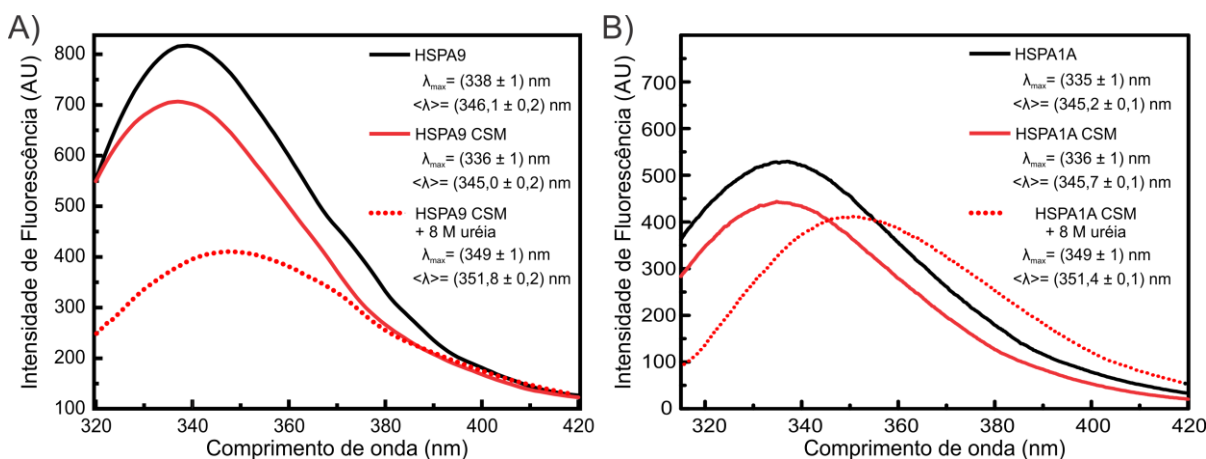 A)
Intensidade de Fluorescência (AU)
800
700
600
500
400
300
200
100
320
340
360
380
400
420
Comprimento de onda (nm)
HSPA9
λmax= (338 ± 1) nm
<λ>= (346,1 ± 0,2) nm
HSPA9 CSM
λmax= (336 ± 1) nm
<λ>= (345,0 ± 0,2) nm
HSPA9 CSM
+ 8 M uréia
λmax= (349 ± 1) nm
<λ>= (351,8 ± 0,2) nm
B)
Intensidade de Fluorescência (AU)
700
600
500
400
300
200
100
0
320
340
360
380
400
420
Comprimento de onda (nm)
HSPA1A
λmax= (335 ± 1) nm
<λ>= (345,2 ± 0,1) nm
HSPA1A CSM
λmax= (336 ± 1) nm
<λ>= (345,7 ± 0,1) nm
HSPA1A CSM
+ 8 M uréia
λmax= (349 ± 1) nm
<λ>= (351,4 ± 0,1) nm